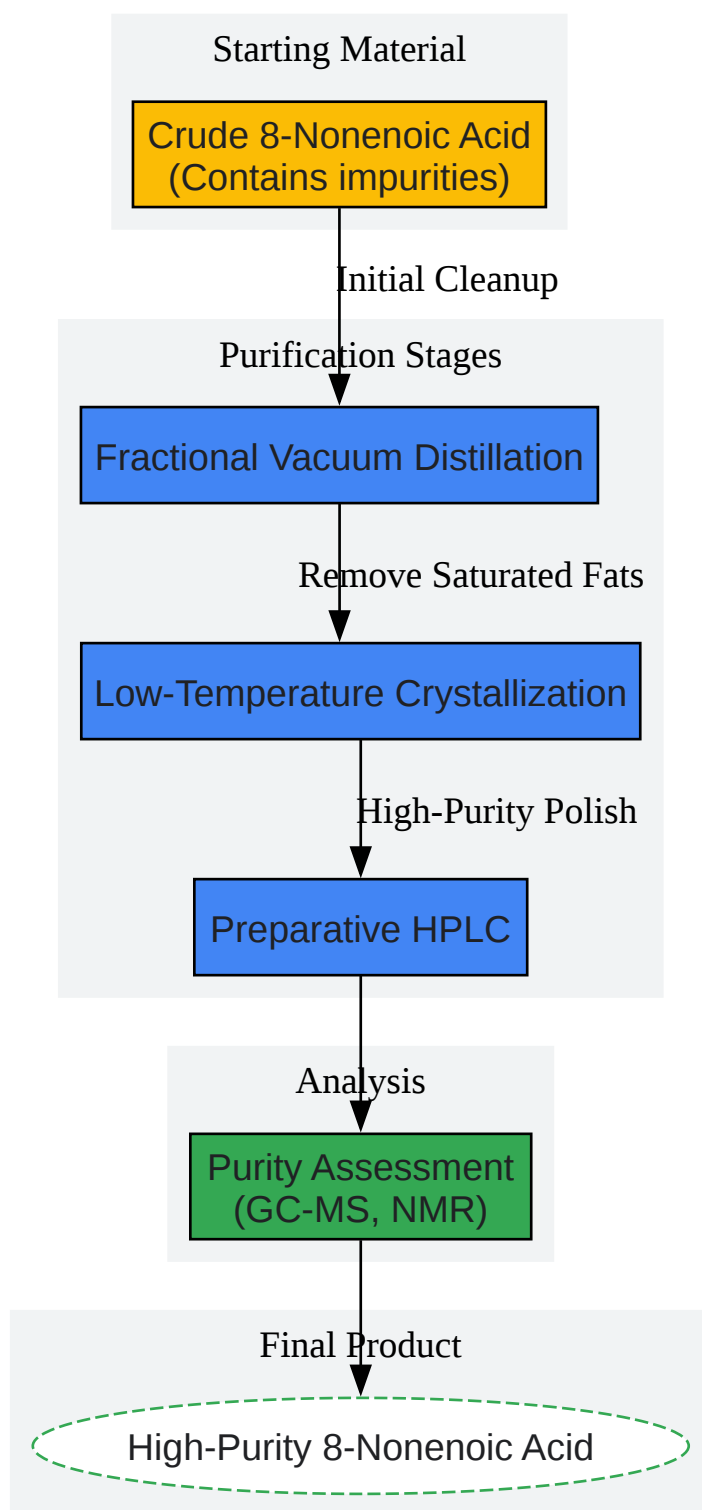 Starting Material
Crude 8-Nonenoic Acid
(Contains impurities)
Initial Cleanup
Purification Stages
Fractional Vacuum Distillation
Remove Saturated Fats
Low-Temperature Crystallization
High-Purity Polish
Preparative HPLC
Analysis
Purity Assessment
(GC-MS, NMR)
Final Product
High-Purity 8-Nonenoic Acid